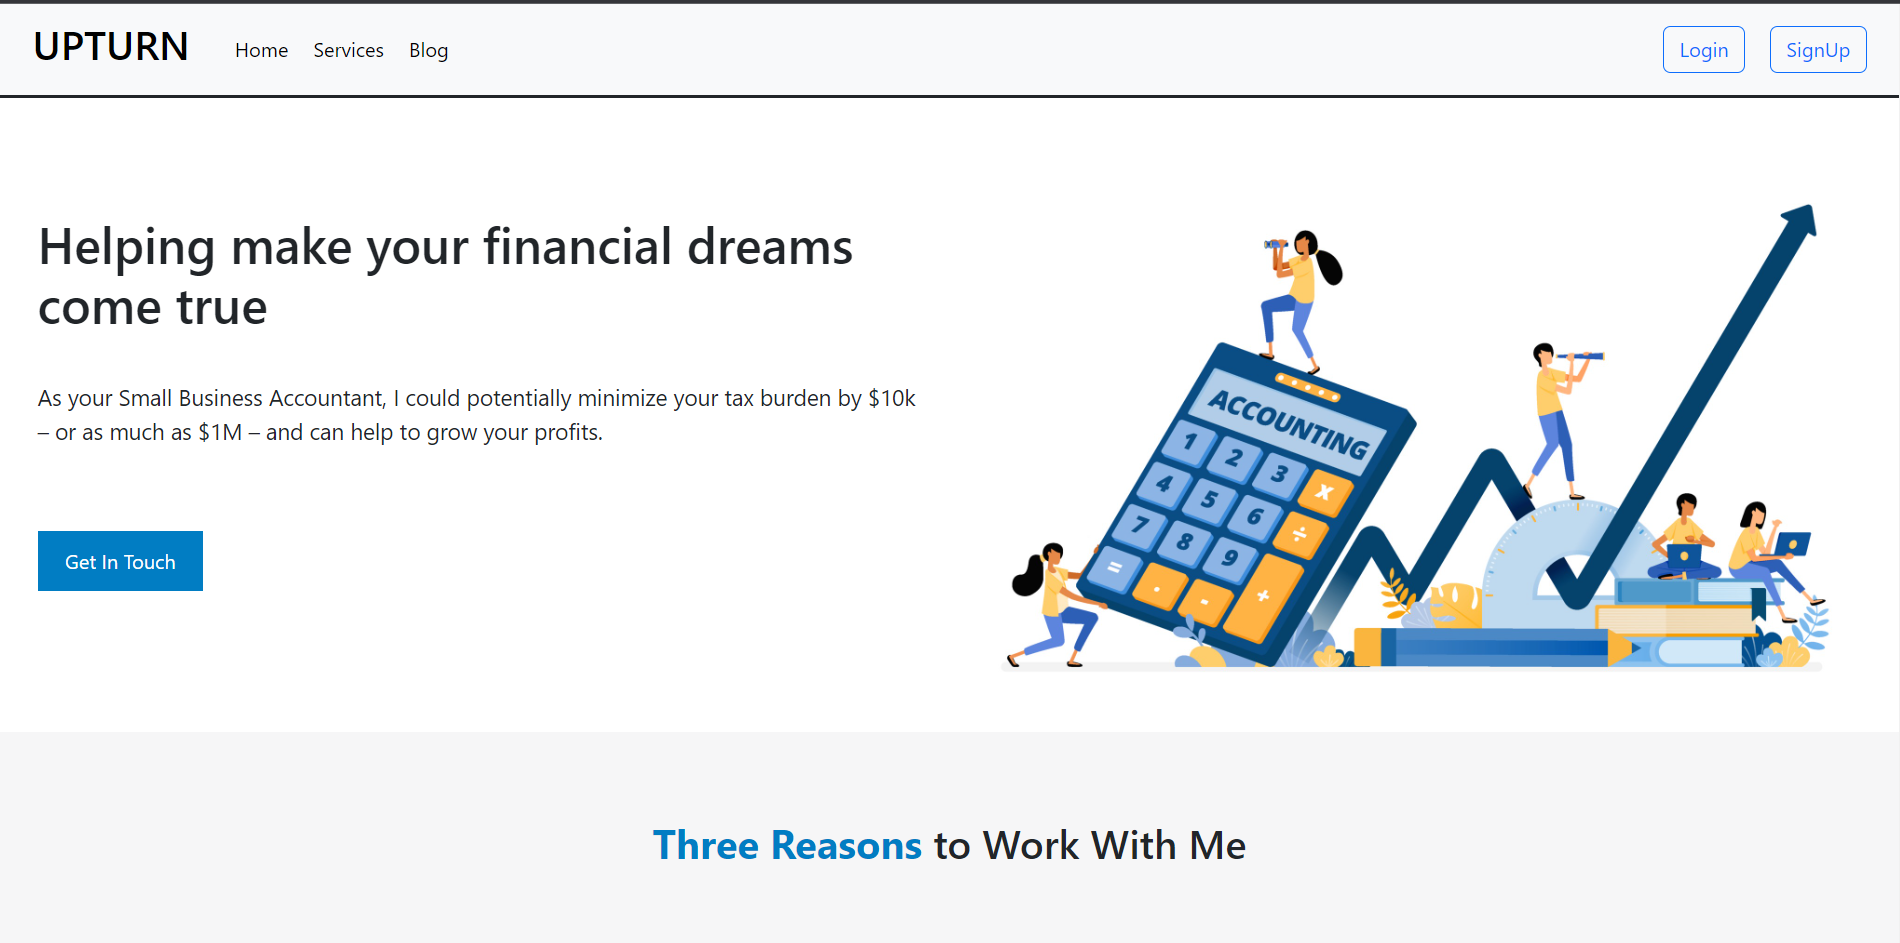 UPTURN Home Services Blog Login SignUp
Helping make your financial dreams
come true
As your Small Business Accountant, I could potentially minimize your tax burden by $10k
– or as much as $1M – and can help to grow your profits.
Get In Touch
ACCOUNTING
1 2 3 x
4 5 6 ÷
7 8 9 +
= . -
Three Reasons to Work With Me